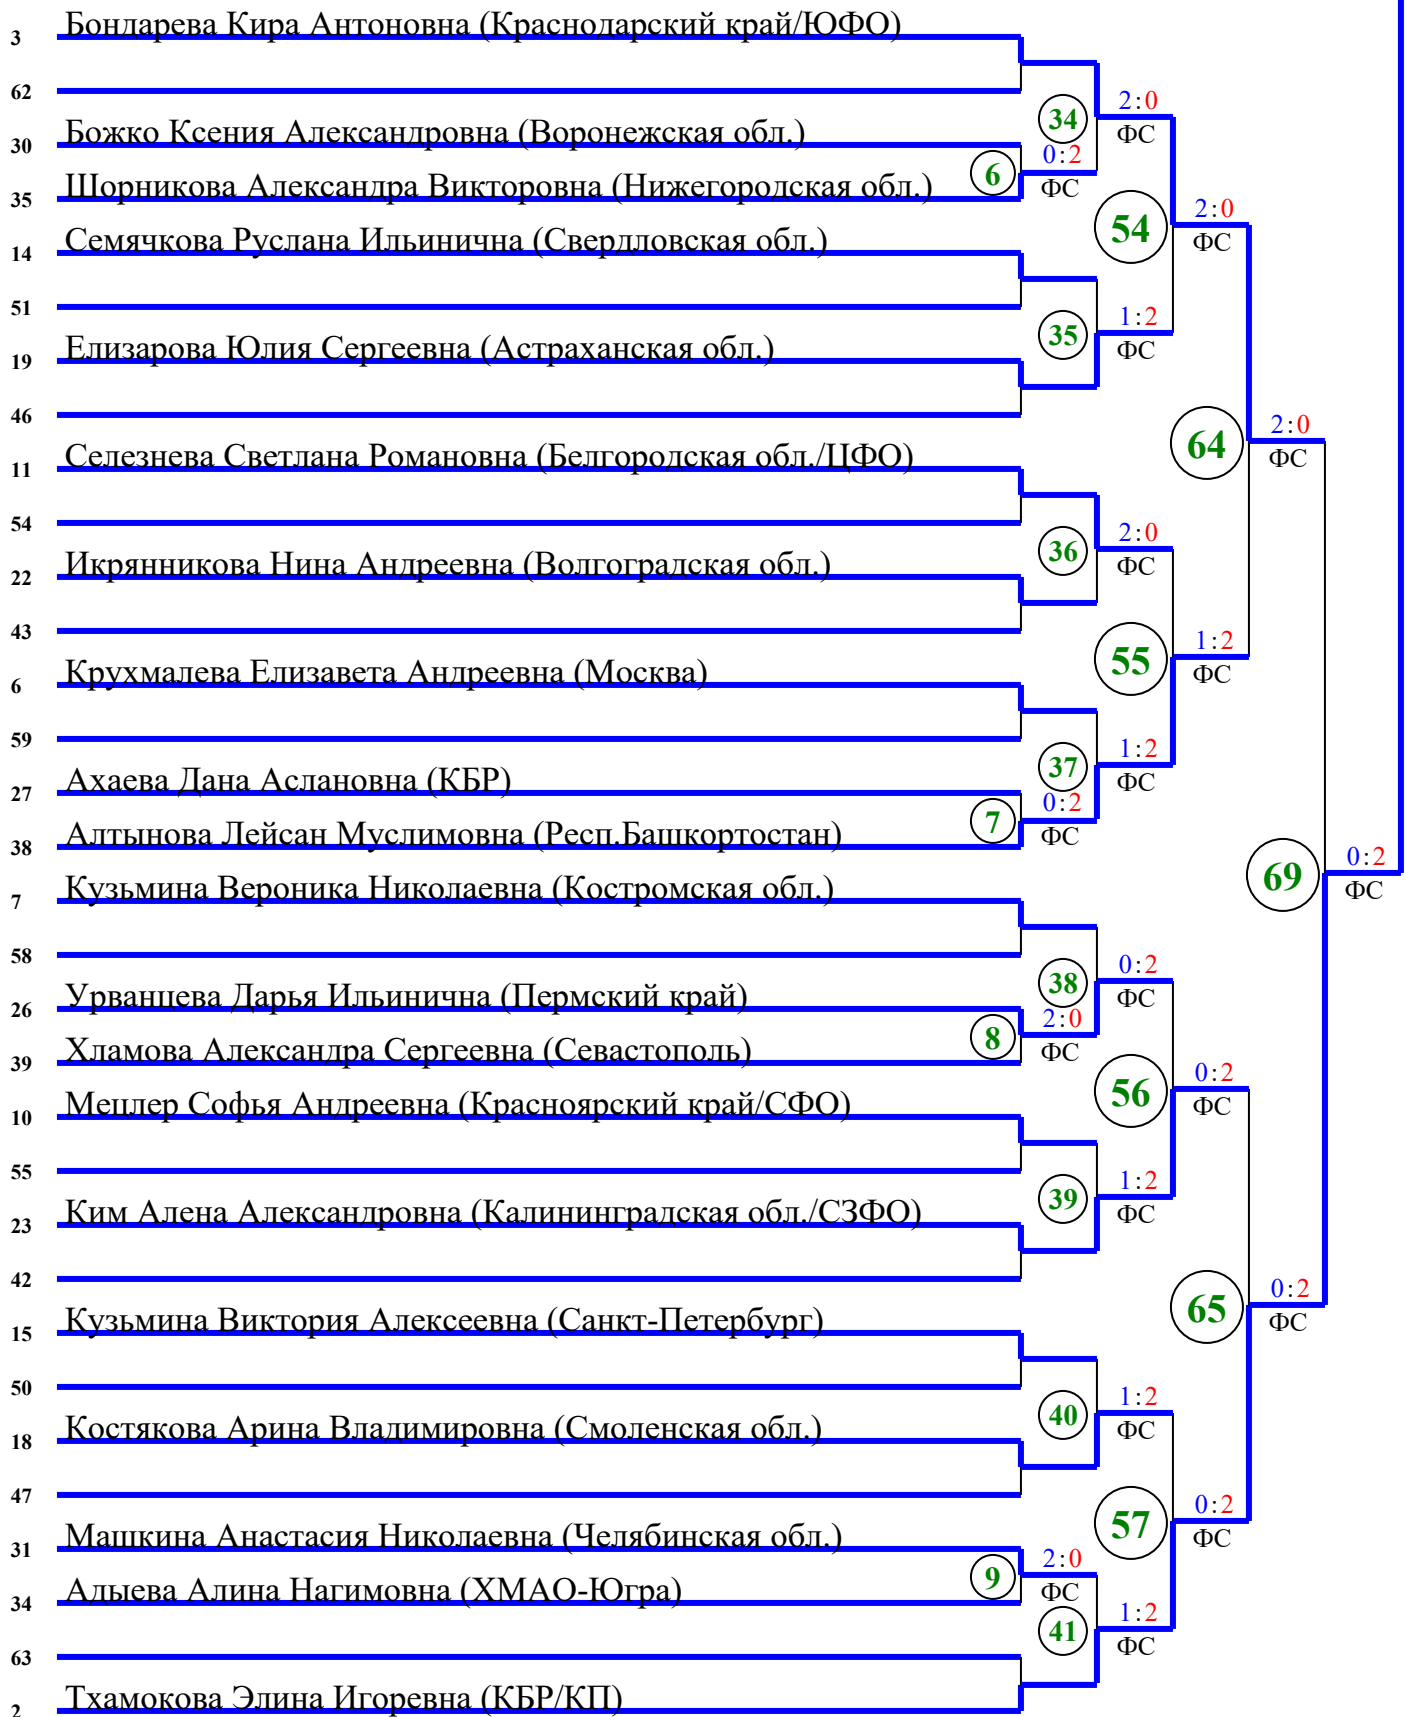 3 Бондарева Кира Антоновна (Краснодарский край/ЮФО)
62
34 2:0
ФС
30 Божко Ксения Александровна (Воронежская обл.)
6 0:2
ФС
35 Шорникова Александра Викторовна (Нижегородская обл.)
54 2:0
ФС
14 Семячкова Руслана Ильинична (Свердловская обл.)
51
35 1:2
ФС
19 Елизарова Юлия Сергеевна (Астраханская обл.)
46
64 2:0
ФС
11 Селезнева Светлана Романовна (Белгородская обл./ЦФО)
54
36 2:0
ФС
22 Икрянникова Нина Андреевна (Волгоградская обл.)
43
55 1:2
ФС
6 Крухмалева Елизавета Андреевна (Москва)
59
37 1:2
ФС
27 Ахаева Дана Аслановна (КБР)
7 0:2
ФС
38 Алтынова Лейсан Муслимовна (Респ.Башкортостан)
69 0:2
ФС
7 Кузьмина Вероника Николаевна (Костромская обл.)
58
38 0:2
ФС
26 Урванцева Дарья Ильинична (Пермский край)
8 2:0
ФС
39 Хламова Александра Сергеевна (Севастополь)
56 0:2
ФС
10 Мецлер Софья Андреевна (Красноярский край/СФО)
55
39 1:2
ФС
23 Ким Алена Александровна (Калининградская обл./СЗФО)
42
65 0:2
ФС
15 Кузьмина Виктория Алексеевна (Санкт-Петербург)
50
40 1:2
ФС
18 Костякова Арина Владимировна (Смоленская обл.)
47
57 0:2
ФС
31 Машкина Анастасия Николаевна (Челябинская обл.)
9 2:0
ФС
34 Адыева Алина Нагимовна (ХМАО-Югра)
41 1:2
ФС
63
2 Тхамокова Элина Игоревна (КБР/КП)